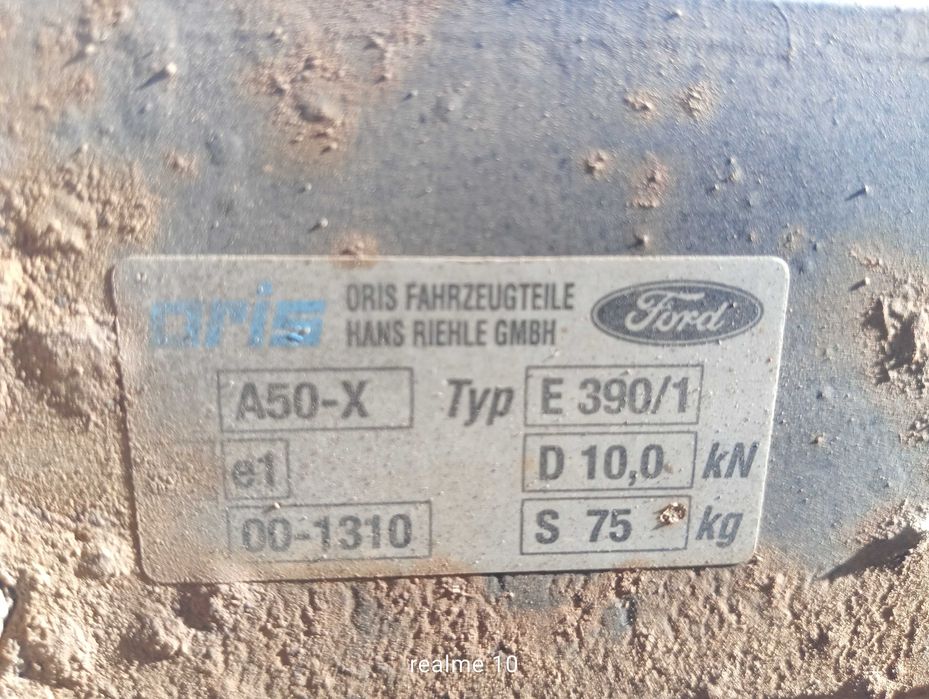 oris ORIS FAHRZEUGTEILE Ford
HANS RIEHLE GMBH
A50-X Typ E 390/1
e1 D 10,0 kN
00-1310 S 75 kg
realme 10